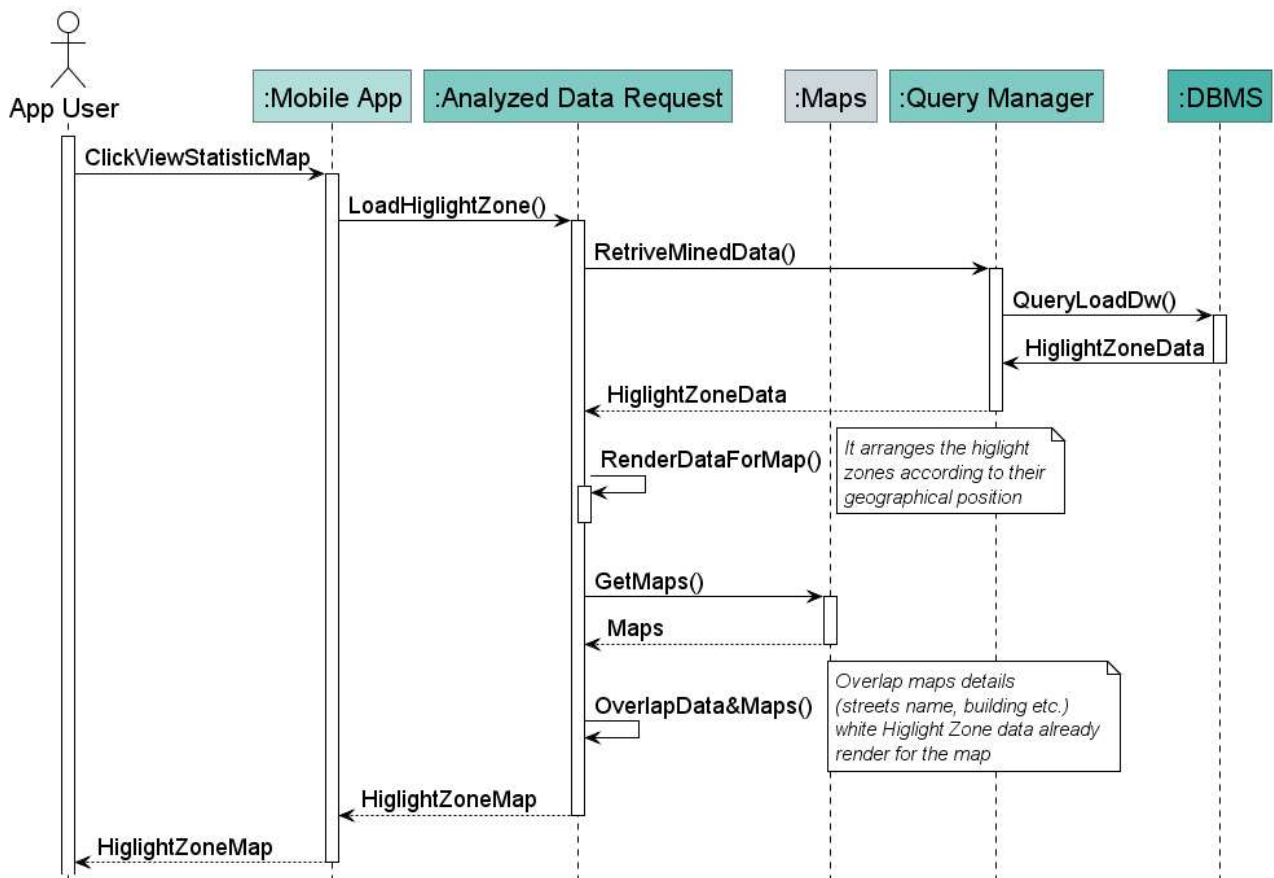 App User
:Mobile App
:Analyzed Data Request
:Maps
:Query Manager
:DBMS
ClickViewStatisticMap
LoadHiglightZone()
RetriveMinedData()
QueryLoadDw()
HiglightZoneData
HiglightZoneData
RenderDataForMap()
It arranges the higlight
zones according to their
geographical position
GetMaps()
Maps
OverlapData&Maps()
Overlap maps details
(streets name, building etc.)
white Higlight Zone data already
render for the map
HiglightZoneMap
HiglightZoneMap